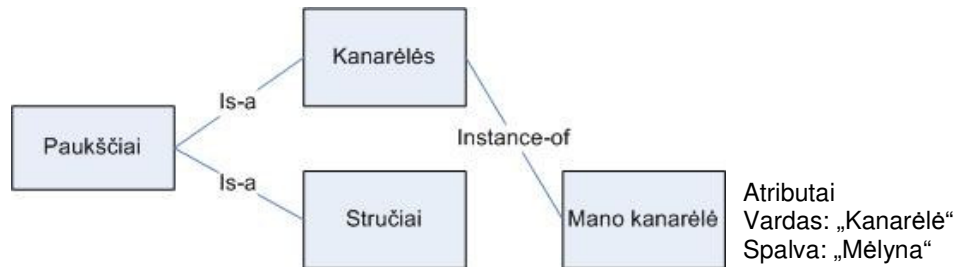 Kanarėlės
Is-a
Paukščiai
Instance-of
Is-a
Stručiai
Mano kanarėlė
Atributai
Vardas: „Kanarėlė“
Spalva: „Mėlyna“